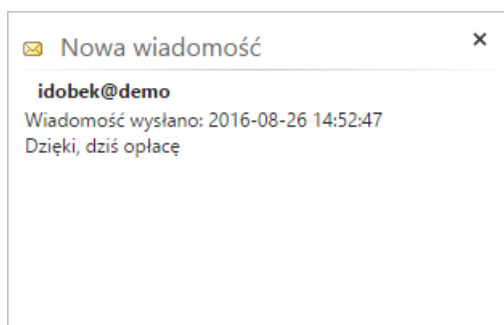 Nowa wiadomość
idobek@demo
Wiadomość wysłano: 2016-08-26 14:52:47
Dzięki, dziś opłacę